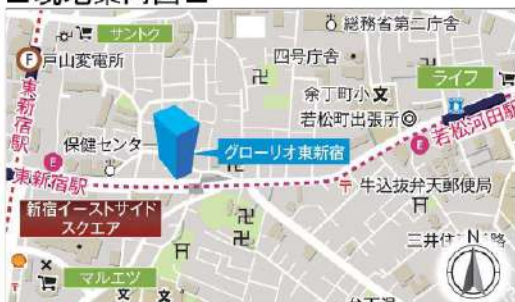 総務省第二庁舎
サントク
F
戸山変電所
四号庁舎
余丁町小文
ライフ
若松町出張所
東新宿駅
保健センター
グローリオ東新宿
E
若松河田駅
E
東新宿駅
牛込抜弁天郵便局
新宿イーストサイド
スクエア
N
マルエツ
文
文